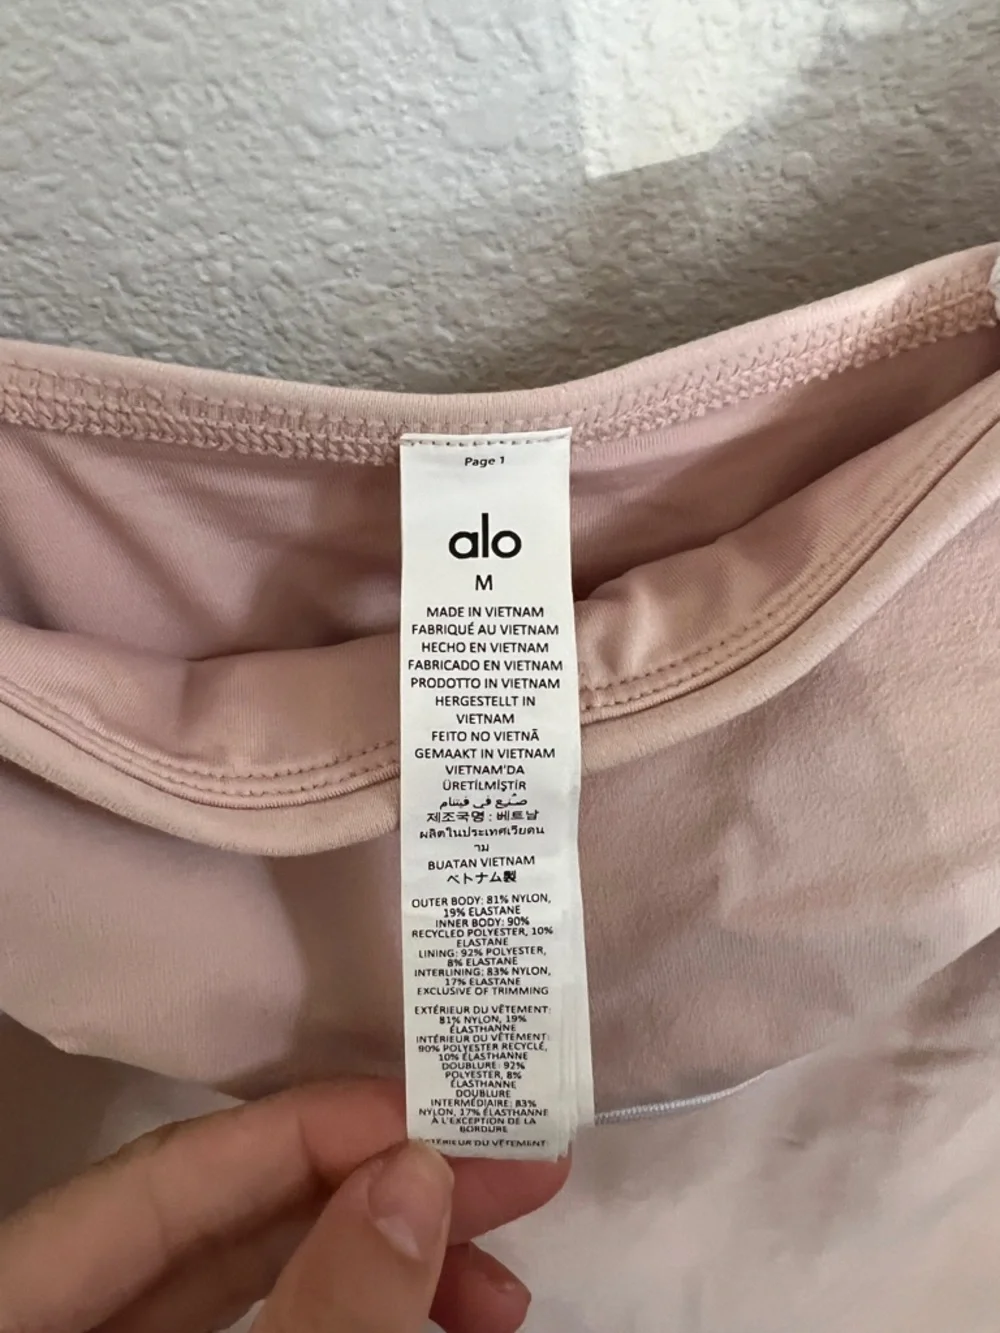 Page 1
alo
M
MADE IN VIETNAM
FABRIQUÉ AU VIETNAM
HECHO EN VIETNAM
FABRICADO EN VIETNAM
PRODOTTO IN VIETNAM
HERGESTELLT IN
VIETNAM
FEITO NO VIETNÃ
GEMAAKT IN VIETNAM
VIETNAM'DA
ÜRETİLMİŞTİR
صُنِع في فيتنام
제조국명 : 베트남
ผลิตในประเทศเวียดน
าม
BUATAN VIETNAM
ベトナム製
OUTER BODY: 81% NYLON,
19% ELASTANE
INNER BODY: 90%
RECYCLED POLYESTER, 10%
ELASTANE
LINING: 92% POLYESTER,
8% ELASTANE
INTERLINING: 83% NYLON,
17% ELASTANE
EXCLUSIVE OF TRIMMING
EXTÉRIEUR DU VÊTEMENT:
81% NYLON, 19%
ÉLASTHANNE
INTÉRIEUR DU VÊTEMENT:
90% POLYESTER RECYCLÉ,
10% ÉLASTHANNE
DOUBLURE: 92%
POLYESTER, 8%
ÉLASTHANNE
DOUBLURE
INTERMÉDIAIRE: 83%
NYLON, 17% ÉLASTHANNE
À L'EXCEPTION DE LA
BORDURE
EXTÉRIEUR DU VÊTEMENT: